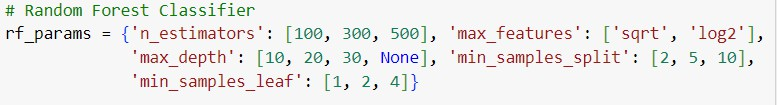 # Random Forest Classifier
rf_params = {'n_estimators': [100, 300, 500], 'max_features': ['sqrt', 'log2'],
'max_depth': [10, 20, 30, None], 'min_samples_split': [2, 5, 10],
'min_samples_leaf': [1, 2, 4]}